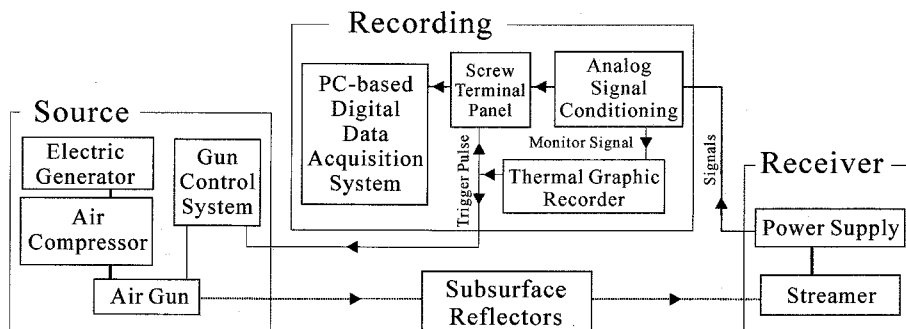 Recording
PC-based
Digital
Data
Acquisition
System
Screw
Terminal
Panel
Analog
Signal
Conditioning
Monitor Signal
Thermal Graphic
Recorder
Trigger Pulse
Signals
Source
Electric
Generator
Gun
Control
System
Air
Compressor
Air Gun
Subsurface
Reflectors
Receiver
Power Supply
Streamer